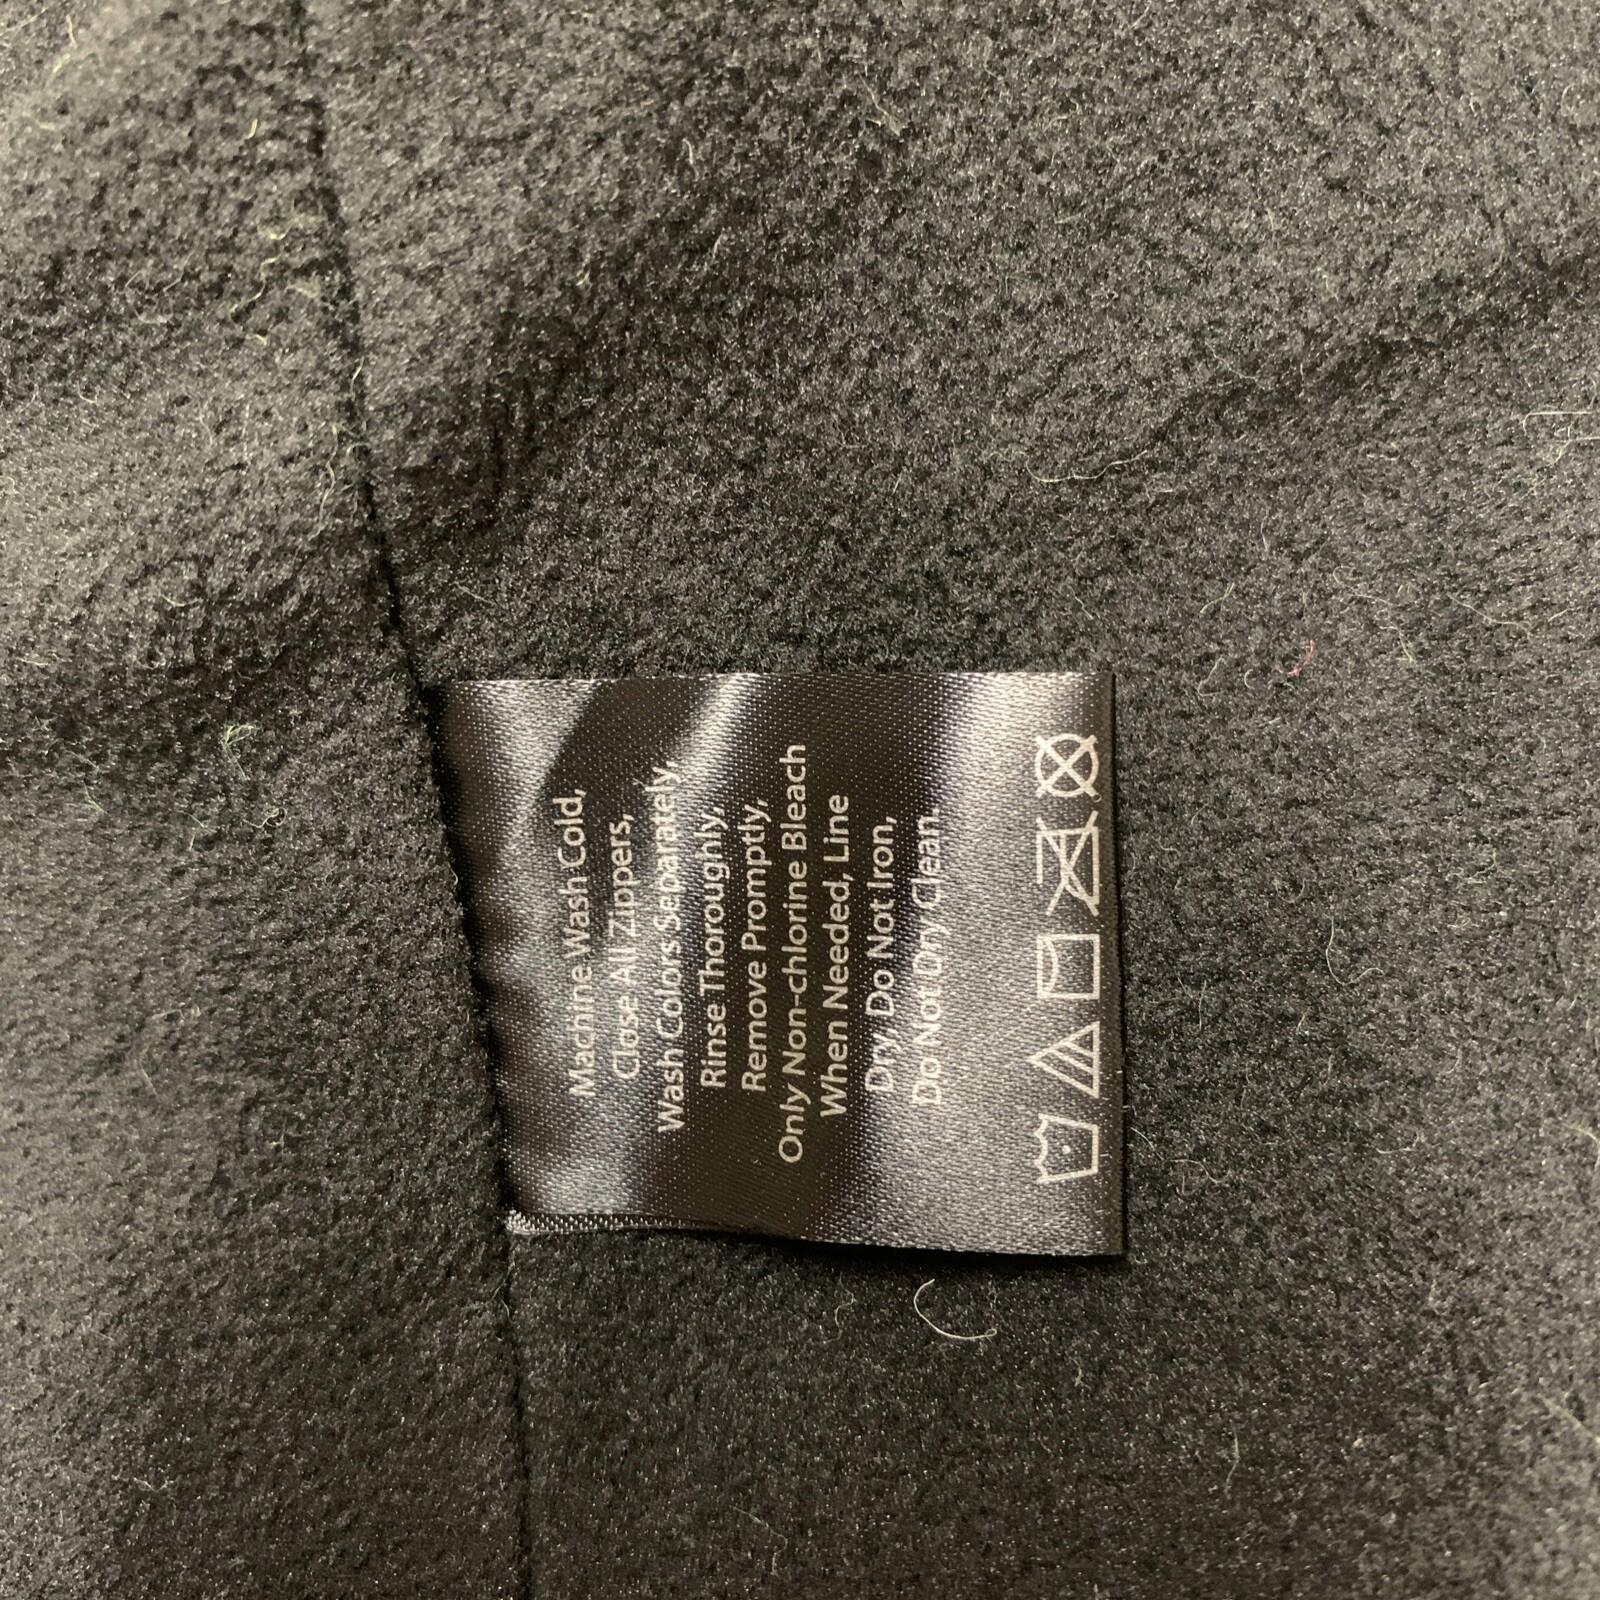 Machine Wash Cold,
Close All Zippers,
Wash Colors Separately,
Rinse Thoroughly,
Remove Promptly,
Only Non-chlorine Bleach
When Needed, Line
Dry, Do Not Iron,
Do Not Dry Clean.